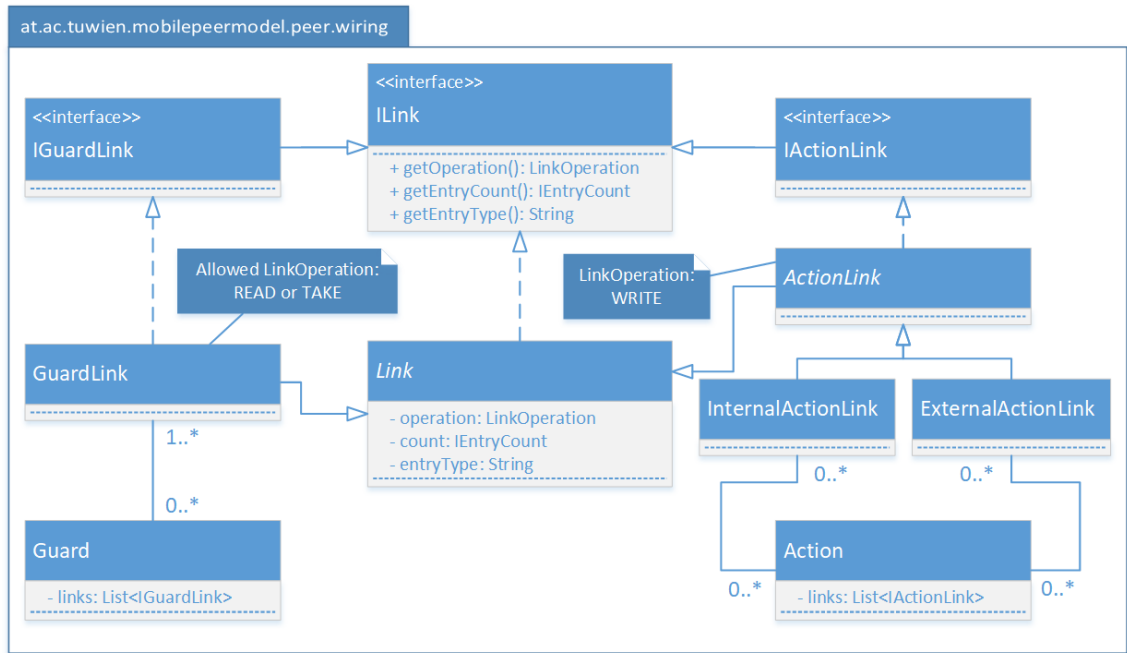 at.ac.tuwien.mobilepeermodel.peer.wiring
<<interface>>
IGuardLink
<<interface>>
ILink
+ getOperation(): LinkOperation
+ getEntryCount(): IEntryCount
+ getEntryType(): String
<<interface>>
IActionLink
Allowed LinkOperation:
READ or TAKE
LinkOperation:
WRITE
ActionLink
GuardLink
Link
- operation: LinkOperation
- count: IEntryCount
- entryType: String
InternalActionLink
ExternalActionLink
1..*
0..*
0..*
0..*
Guard
- links: List<IGuardLink>
Action
- links: List<IActionLink>
0..*
0..*